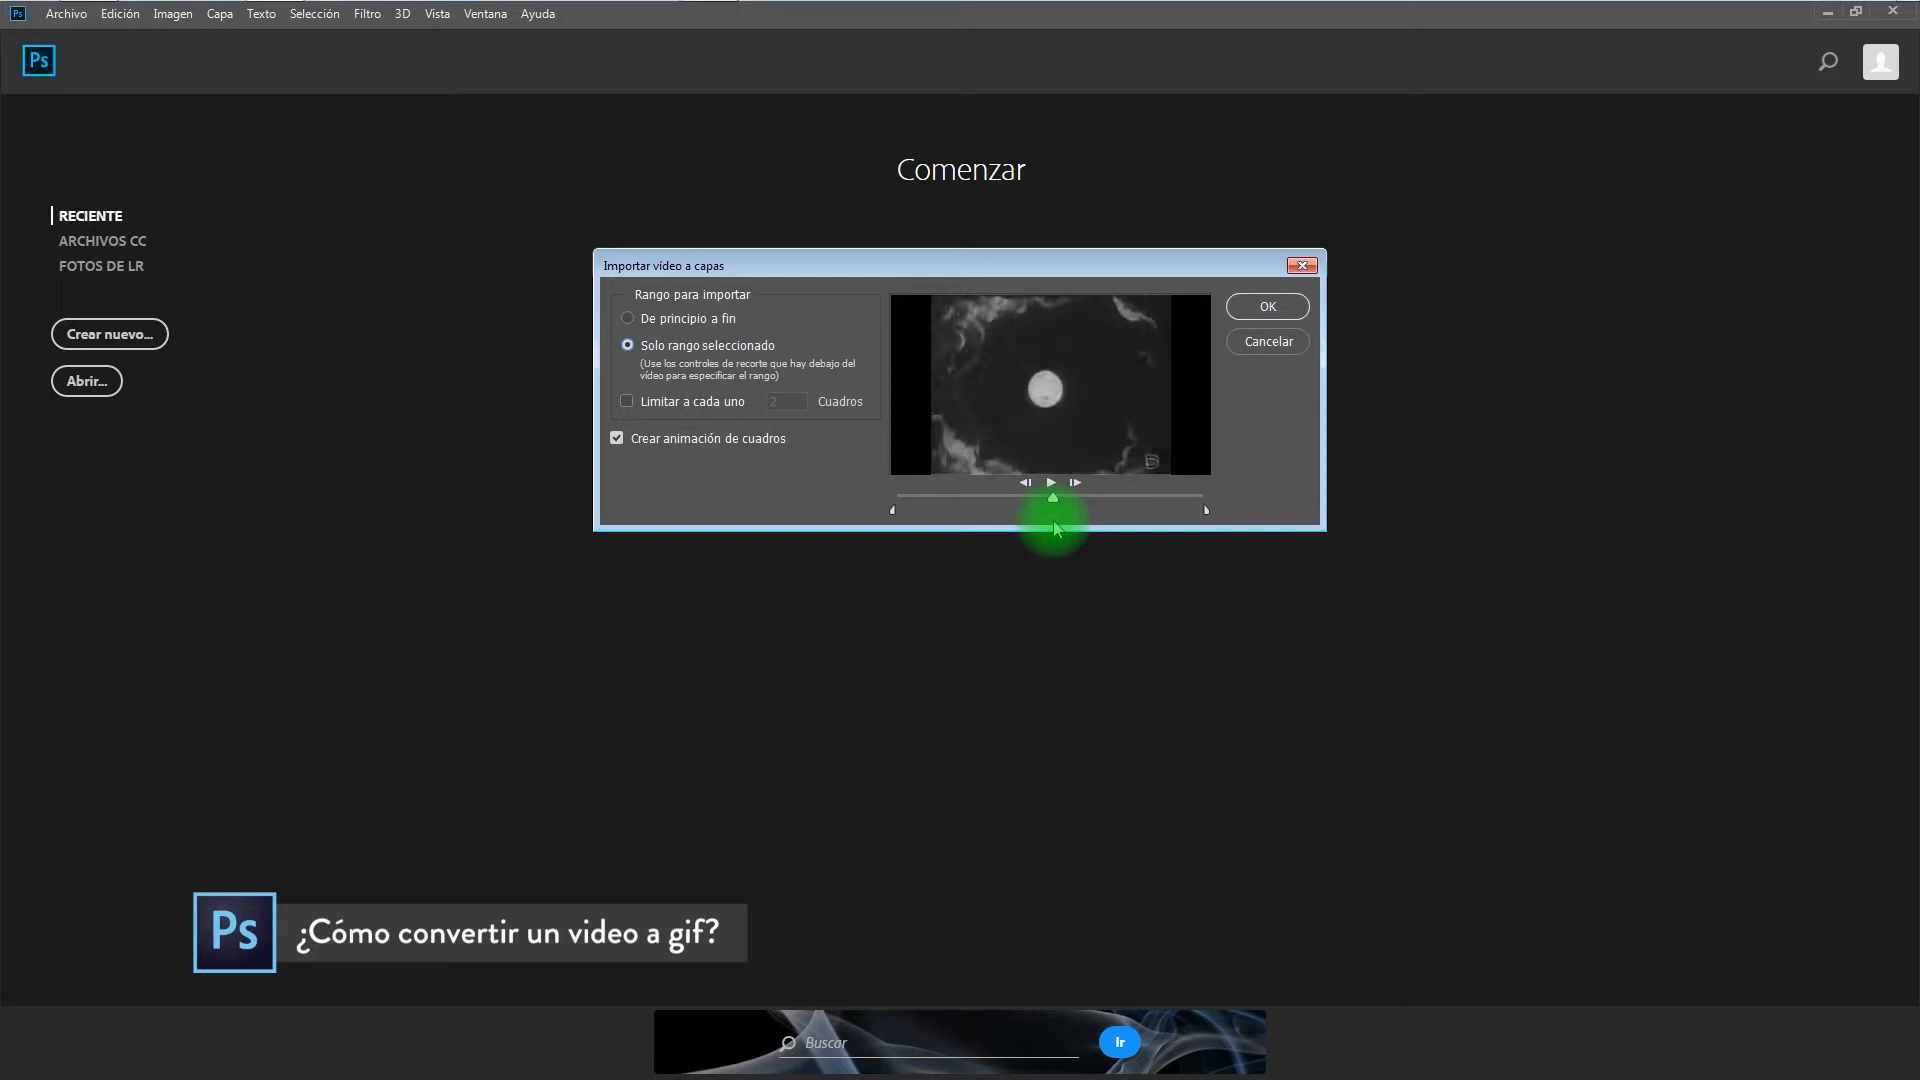 Ps Archivo Edición Imagen Capa Texto Selección Filtro 3D Vista Ventana Ayuda
Ps
Comenzar
RECIENTE
ARCHIVOS CC
FOTOS DE LR
Crear nuevo...
Abrir...
Importar vídeo a capas
Rango para importar
De principio a fin
Solo rango seleccionado
(Use los controles de recorte que hay debajo del
vídeo para especificar el rango)
Limitar a cada uno 2 Cuadros
Crear animación de cuadros
OK
Cancelar
Ps ¿Cómo convertir un video a gif?
Buscar Ir